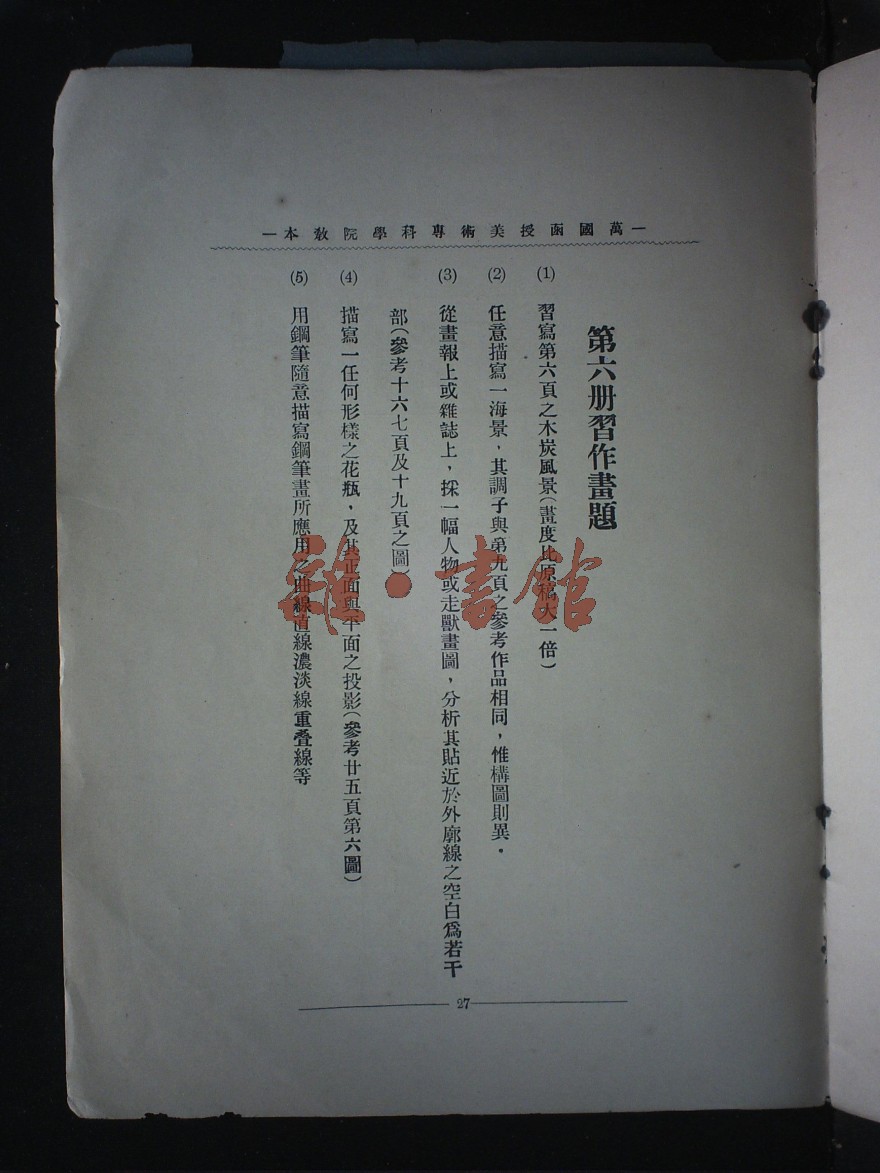 —萬國函授美術專科學院教本—
第六册習作畫題
(1) 習寫第六頁之木炭風景(畫度比原稿大一倍)
(2) 任意描寫一海景，其調子與第九頁之參考作品相同，惟構圖則異。
(3) 從畫報上或雜誌上，採一幅人物或走獸畫圖，分析其貼近於外廓線之空白爲若干
部(參考十六七頁及十九頁之圖)
(4) 描寫一任何形樣之花瓶，及其正面與平面之投影(參考廿五頁第六圖)
(5) 用鋼筆隨意描寫鋼筆畫所應用之曲線直線濃淡線重叠線等
27
雜·書館